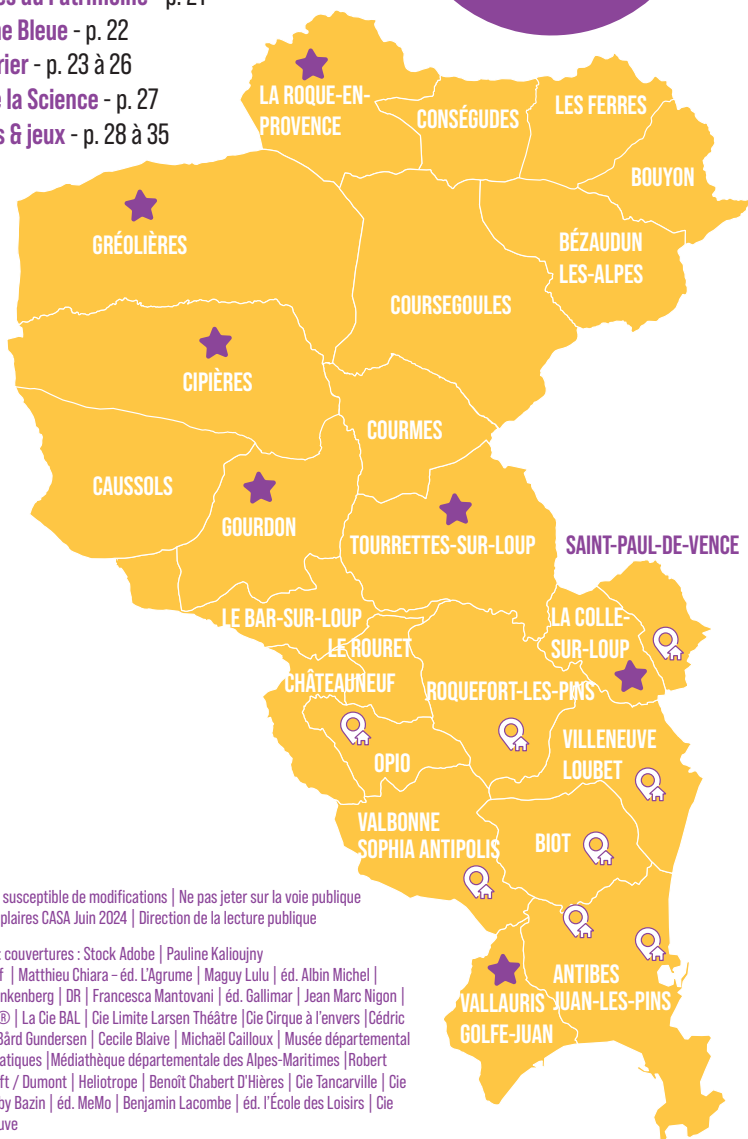 es du Patrimoine - p. 21
ne Bleue - p. 22
rier - p. 23 à 26
e la Science - p. 27
s & jeux - p. 28 à 35
LA ROQUE-EN-
PROVENCE
CONSÉGUDES
LES FERRES
BOUYON
GRÉOLIÈRES
BÉZAUDUN
LES-ALPES
COURSEGOULES
CIPIÈRES
COURMES
CAUSSOLS
GOURDON
TOURRETTES-SUR-LOUP
SAINT-PAUL-DE-VENCE
LE BAR-SUR-LOUP
LA COLLE-
SUR-LOUP
LE ROURET
CHÂTEAUNEUF
ROQUEFORT-LES-PINS
OPIO
VILLENEUVE
LOUBET
VALBONNE
SOPHIA ANTIPOLIS
BIOT
ANTIBES
JUAN-LES-PINS
VALLAURIS
GOLFE-JUAN
susceptible de modifications | Ne pas jeter sur la voie publique
plaires CASA Juin 2024 | Direction de la lecture publique
t couvertures : Stock Adobe | Pauline Kalioujny
f | Matthieu Chiara – éd. L'Agrume | Maguy Lulu | éd. Albin Michel |
nkenberg | DR | Francesca Mantovani | éd. Gallimar | Jean Marc Nigon |
® | La Cie BAL | Cie Limite Larsen Théâtre |Cie Cirque à l'envers |Cédric
Bård Gundersen | Cecile Blaive | Michaël Cailloux | Musée départemental
atiques |Médiathèque départementale des Alpes-Maritimes |Robert
ft / Dumont | Heliotrope | Benoît Chabert D'Hières | Cie Tancarville | Cie
by Bazin | éd. MeMo | Benjamin Lacombe | éd. l'École des Loisirs | Cie
uve